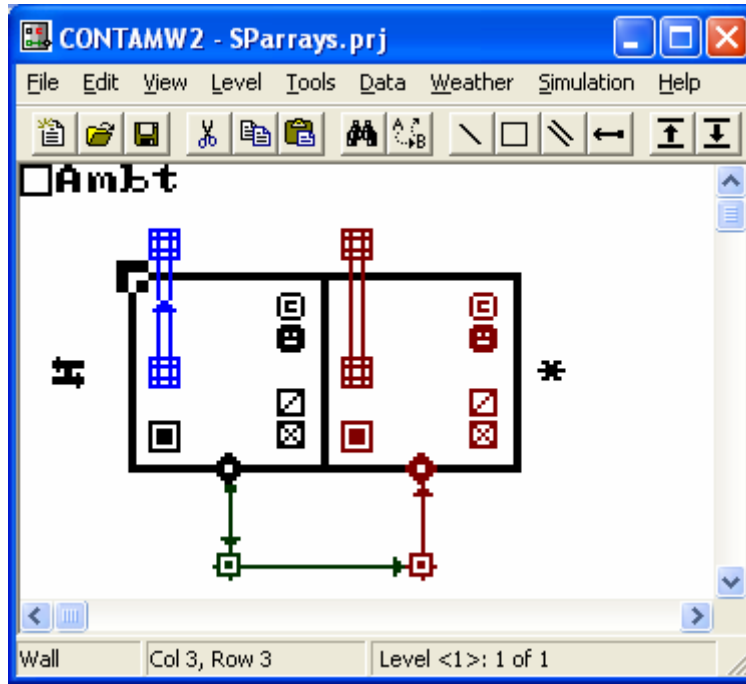 CONTAMW2 - SParrays.prj
File Edit View Level Tools Data Weather Simulation Help
A B
Ambt
C C
Wall Col 3, Row 3 Level <1>: 1 of 1